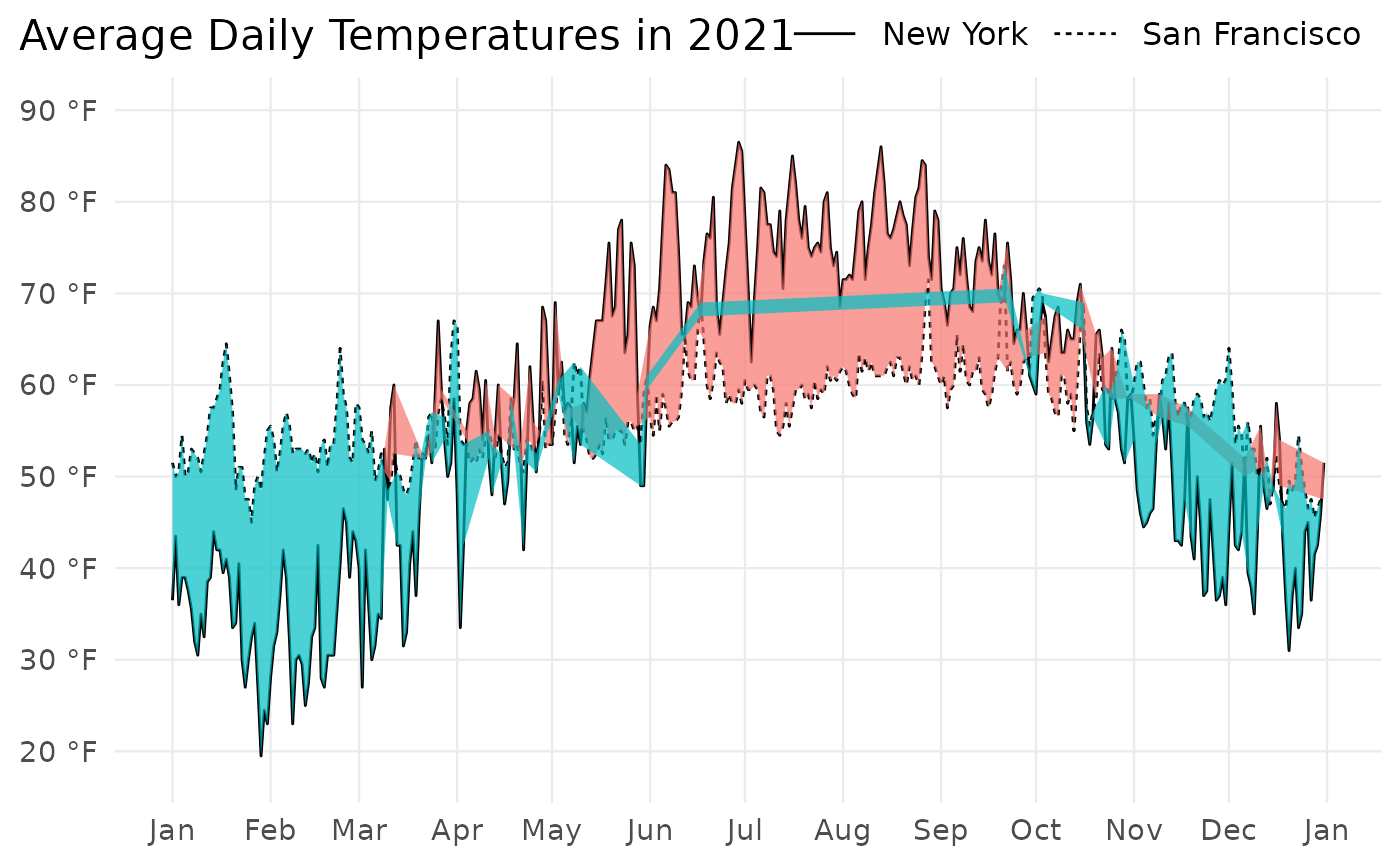 Average Daily Temperatures in 2021 New York San Francisco
90 °F
80 °F
70 °F
60 °F
50 °F
40 °F
30 °F
20 °F
Jan Feb Mar Apr May Jun Jul Aug Sep Oct Nov Dec Jan